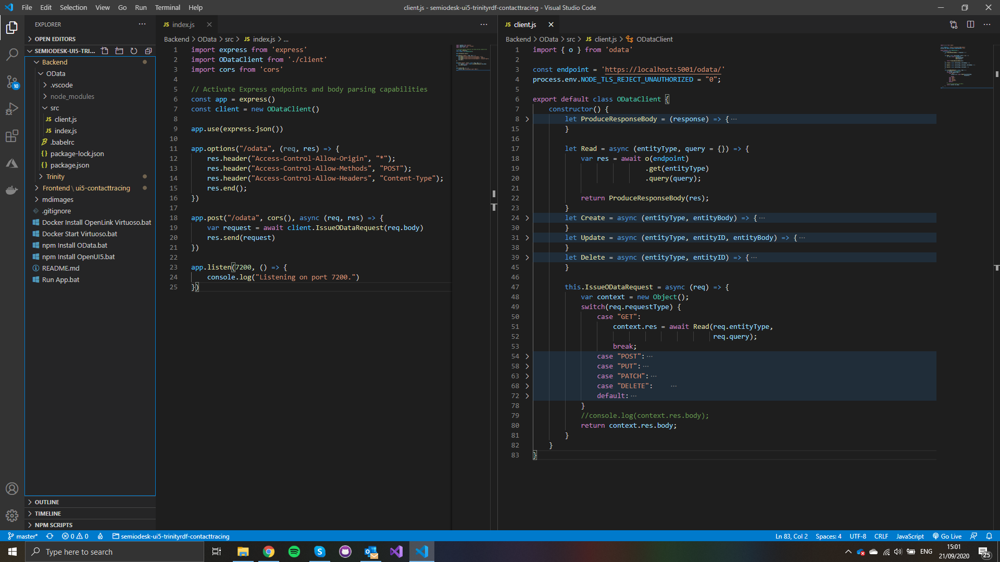 File Edit Selection View Go Run Terminal Help
client.js - semiodesk-ui5-trinityrdf-contacttracing - Visual Studio Code
EXPLORER
OPEN EDITORS
SEMIODESK-UI5-TRI...
Backend
OData
.vscode
node_modules
src
client.js
index.js
.babelrc
package-lock.json
package.json
Trinity
Frontend \ ui5-contacttracing
mdimages
.gitignore
Docker Install OpenLink Virtuoso.bat
Docker Start Virtuoso.bat
npm Install OData.bat
npm Install OpenUI5.bat
README.md
Run App.bat
OUTLINE
TIMELINE
NPM SCRIPTS
10
JS index.js
Backend > OData > src > JS index.js > ...
1 import express from 'express'
2 import ODataClient from './client'
3 import cors from 'cors'
4
5 // Activate Express endpoints and body parsing capabilities
6 const app = express()
7 const client = new ODataClient()
8
9 app.use(express.json())
10
11 app.options("/odata", (req, res) => {
12 res.header("Access-Control-Allow-Origin", "*");
13 res.header("Access-Control-Allow-Methods", "POST");
14 res.header("Access-Control-Allow-Headers", "Content-Type");
15 res.end();
16 })
17
18 app.post("/odata", cors(), async (req, res) => {
19 var request = await client.IssueODataRequest(req.body)
20 res.send(request)
21 })
22
23 app.listen(7200, () => {
24 console.log("Listening on port 7200.")
25 })
JS client.js
Backend > OData > src > JS client.js > ODataClient
1 import { o } from 'odata'
2
3 const endpoint = 'https://localhost:5001/odata/'
4 process.env.NODE_TLS_REJECT_UNAUTHORIZED = "0";
5
6 export default class ODataClient {
7 constructor() {
8 let ProduceResponseBody = (response) => {···
15 }
16
17 let Read = async (entityType, query = {}) => {
18 var res = await o(endpoint)
19 .get(entityType)
20 .query(query);
21
22 return ProduceResponseBody(res);
23 }
24 let Create = async (entityType, entityBody) => {···
30 }
31 let Update = async (entityType, entityID, entityBody) => {···
38 }
39 let Delete = async (entityType, entityID) => {···
45 }
46
47 this.IssueODataRequest = async (req) => {
48 var context = new Object();
49 switch(req.requestType) {
50 case "GET":
51 context.res = await Read(req.entityType,
52 req.query);
53 break;
54 case "POST":···
58 case "PUT":···
63 case "PATCH":···
68 case "DELETE": ···
72 default:···
78 }
79 //console.log(context.res.body);
80 return context.res.body;
81 }
82 }
83 }
master* 0 0 semiodesk-ui5-trinityrdf-contacttracing
Ln 83, Col 2 Spaces: 4 UTF-8 CRLF JavaScript Go Live
Type here to search
ENG
15:01
21/09/2020
25